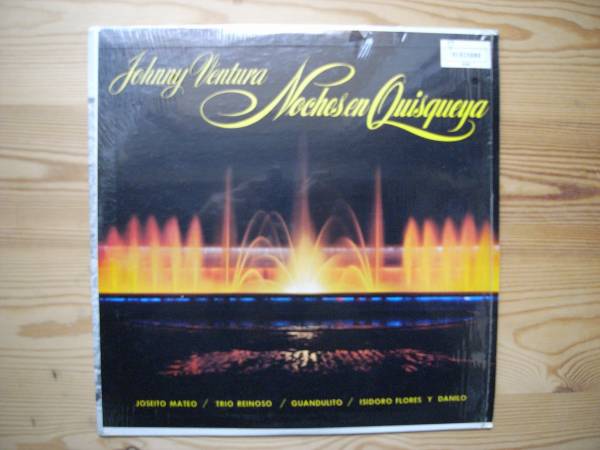 Johnny Ventura
Noches en Quisqueya
JOSEITO MATEO / TRIO REINOSO / GUANDULITO / ISIDORO FLORES Y DANILO